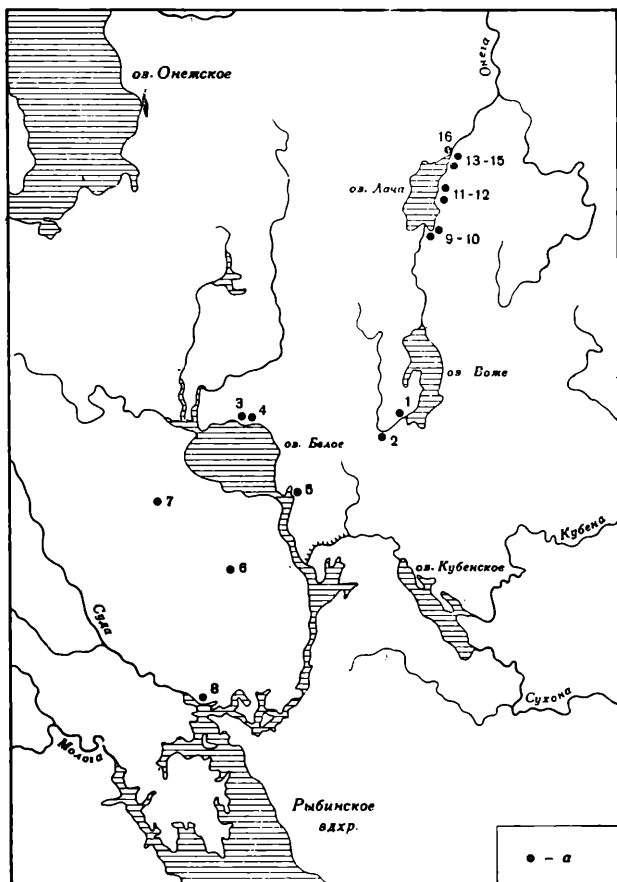 оз. Онежское
Онега
16
13-15
оз. Лача
11-12
9-10
оз Воже
1
2
3
4
оз. Белое
5
7
6
Кубена
оз. Кубенское
Суда
8
Сухона
Молога
Рыбинское
вдхр.
- а